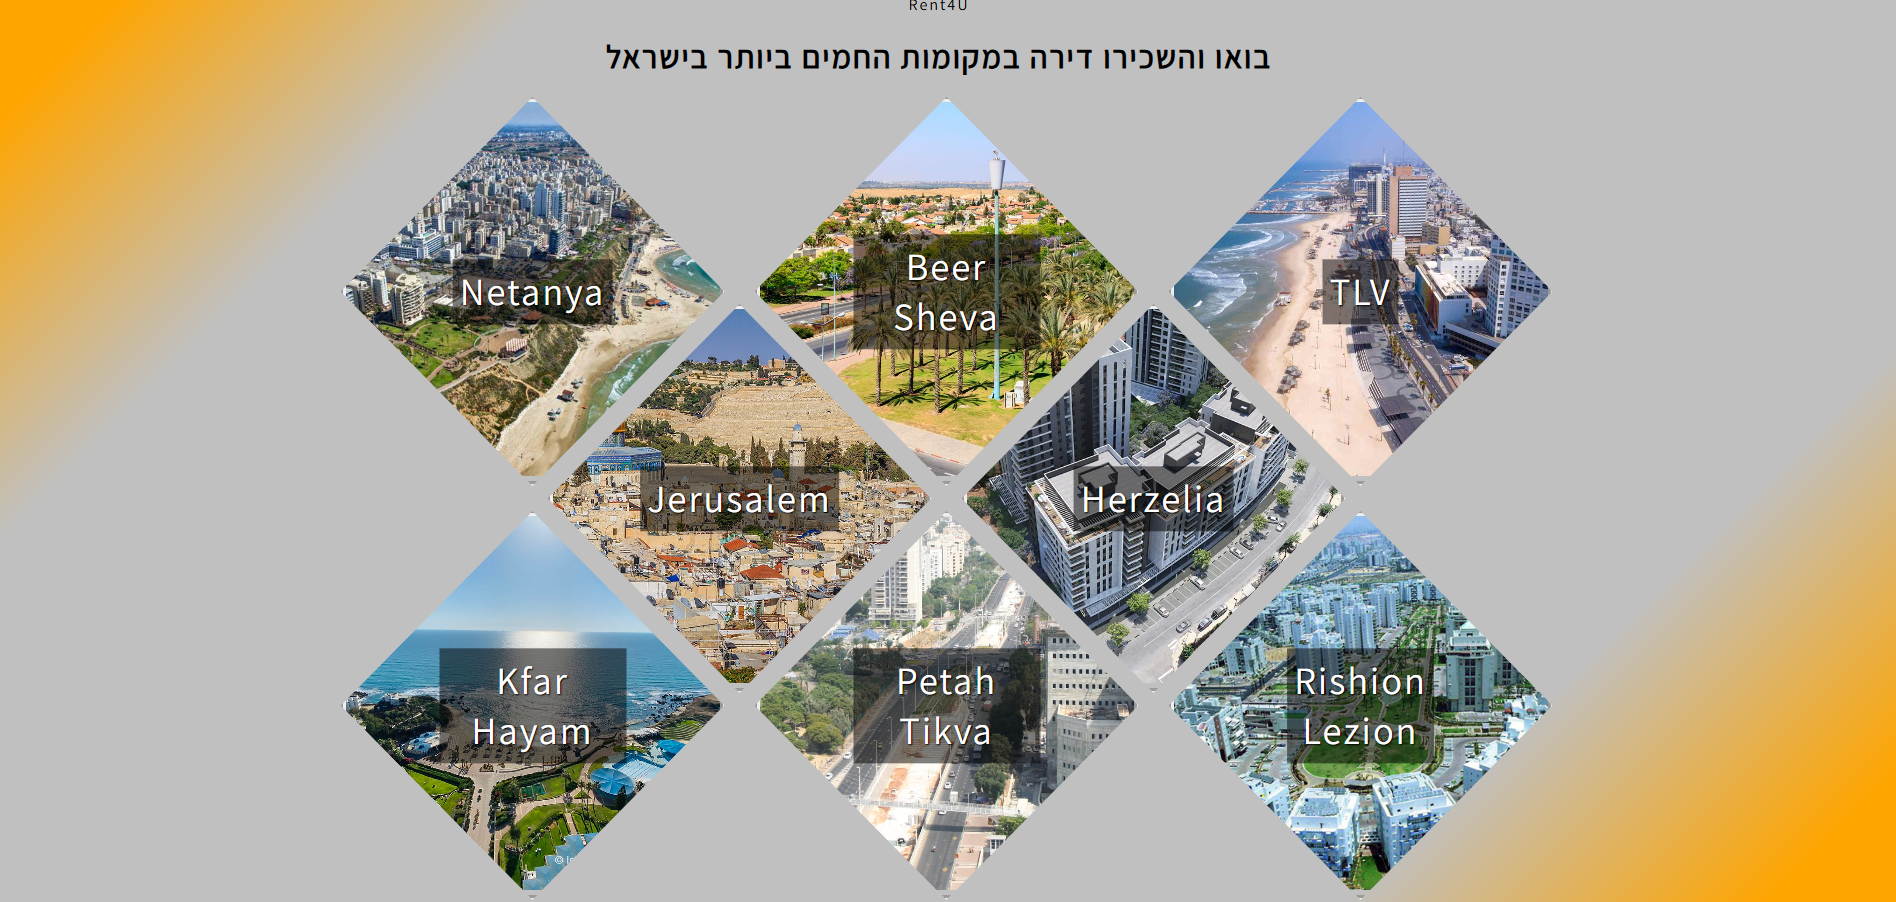 Rent4U
בואו והשכירו דירה במקומות החמים ביותר בישראל
Netanya
Beer
Sheva
TLV
Jerusalem
Herzelia
Kfar
Hayam
Petah
Tikva
Rishion
Lezion